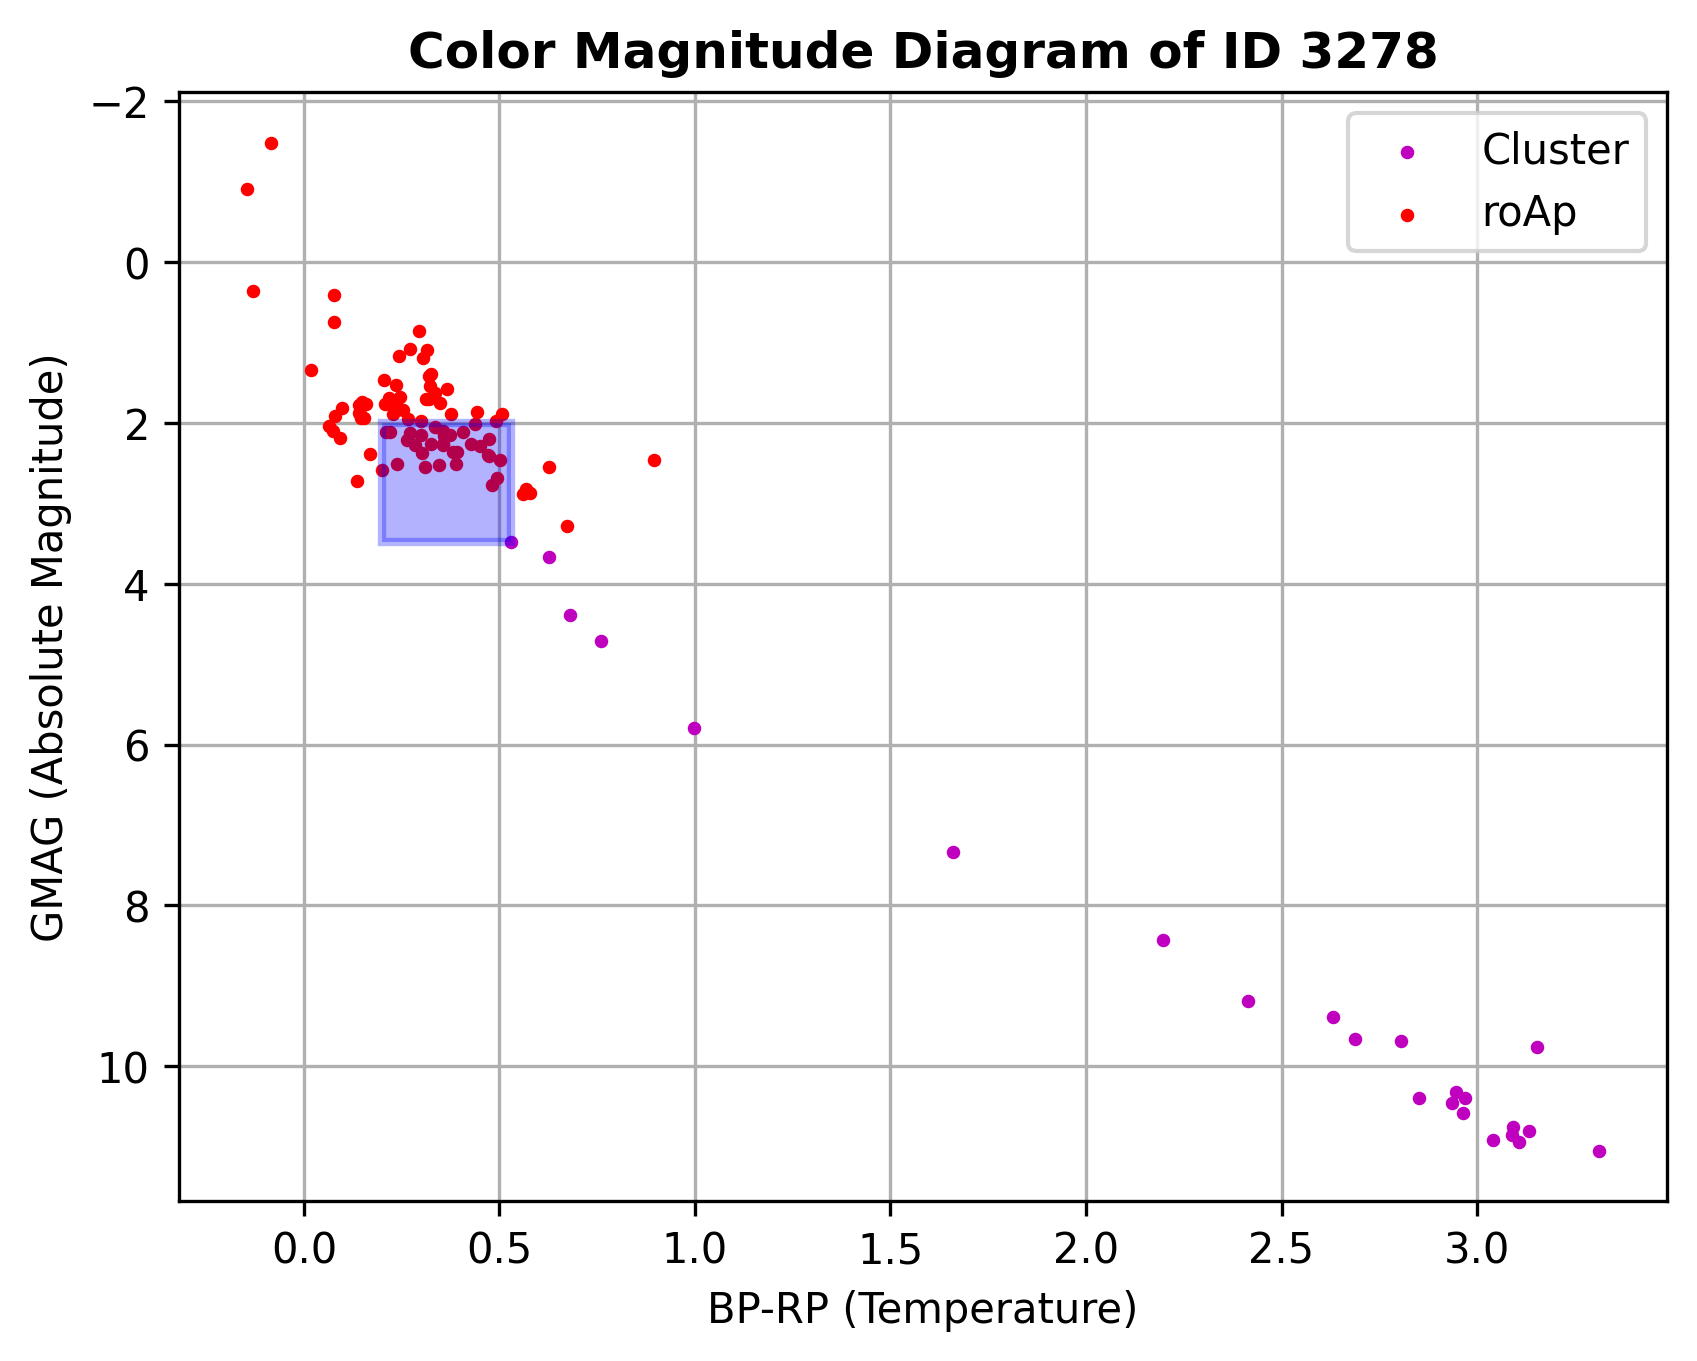 Color Magnitude Diagram of ID 3278
Cluster
roAp
GMAG (Absolute Magnitude)
−2
0
2
4
6
8
10
0.0 0.5 1.0 1.5 2.0 2.5 3.0
BP-RP (Temperature)